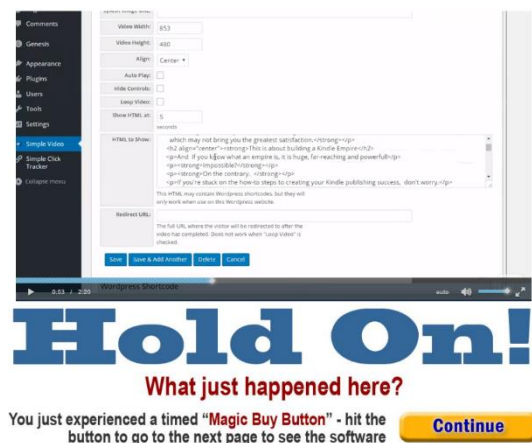 Comments
Genesis
Appearance
Plugins
Users
Tools
Settings
Simple Video
Simple Click
Tracker
Collapse menu
Splash Image URL:
Video Width: 853
Video Height: 480
Align: Center
Auto Play:
Hide Controls:
Loop Video:
Show HTML at: 5
seconds
HTML to Show:
which may not bring you the greatest satisfaction.</strong></p>
<h2 align="center"><strong>This is about building a Kindle Empire</h2>
<p>And if you know what an empire is, it is huge, far-reaching and powerful!</p>
<p><strong>Impossible?</strong></p>
<p><strong>On the contrary. </strong></p>
<p>If you're stuck on the how-to steps to creating your Kindle publishing success, don't worry.</p>
This HTML may contain Wordpress shortcodes, but they will
only work when use on this Wordpress website.
Redirect URL:
The full URL where the visitor will be redirected to after the
video has completed. Does not work when "Loop Video" is
checked.
Save Save & Add Another Delete Cancel
Wordpress Shortcode
0:53 / 2:20 auto
Hold On!
What just happened here?
You just experienced a timed “Magic Buy Button” - hit the
button to go to the next page to see the software
Continue